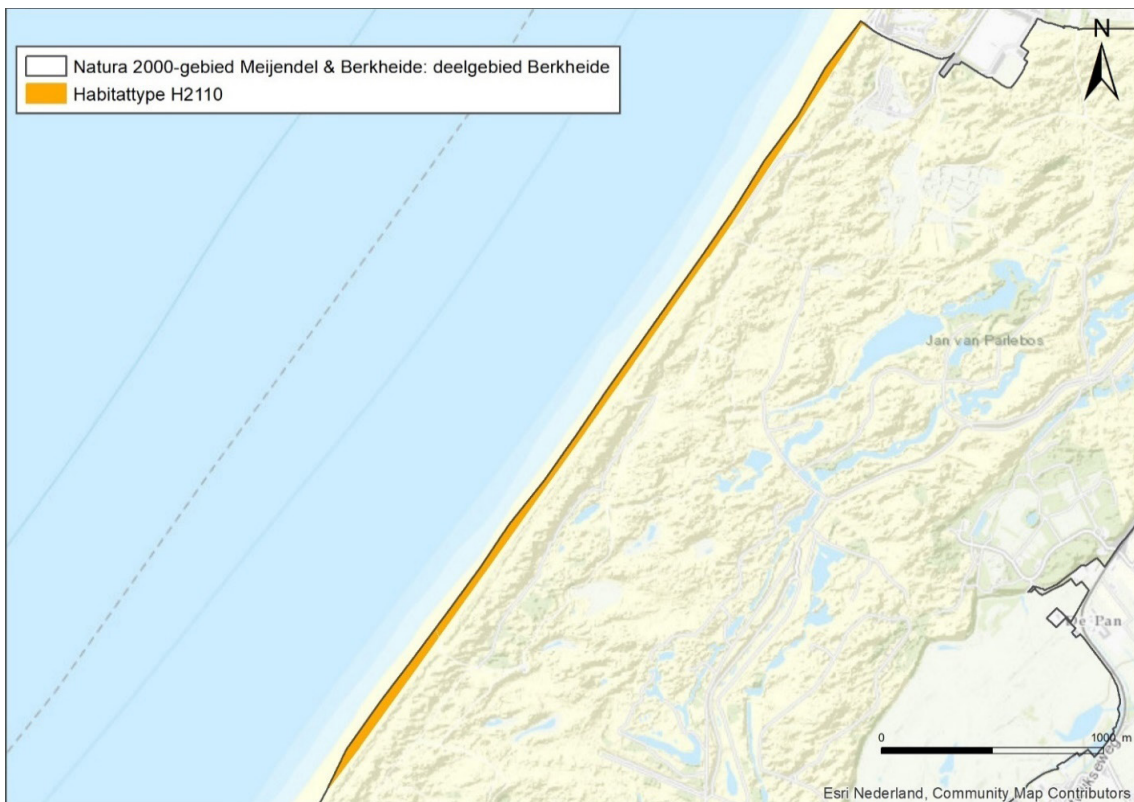 Natura 2000-gebied Meijendel & Berkheide: deelgebied Berkheide
Habitattype H2110
N
Jan van Parlebos
De Pan
0 1000 m
Esri Nederland, Community Map Contributors